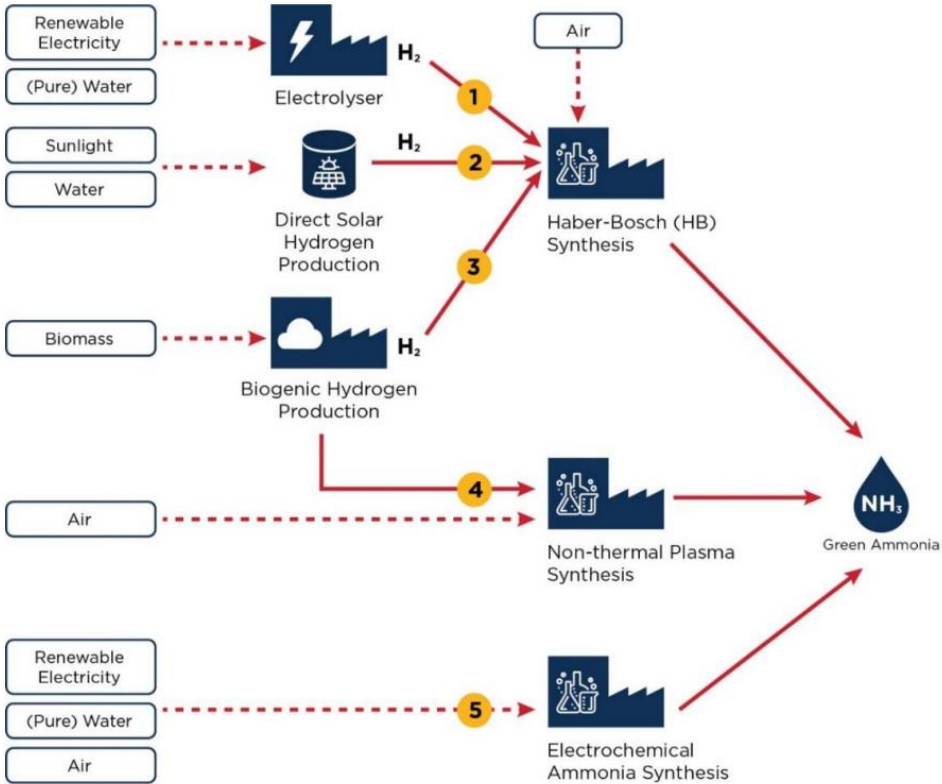 Renewable
Electricity
(Pure) Water
H₂
Electrolyser
1
Air
Sunlight
Water
H₂
2
Direct Solar
Hydrogen
Production
Haber-Bosch (HB)
Synthesis
3
Biomass
H₂
Biogenic Hydrogen
Production
4
Air
Non-thermal Plasma
Synthesis
NH₃
Green Ammonia
Renewable
Electricity
(Pure) Water
Air
5
Electrochemical
Ammonia Synthesis